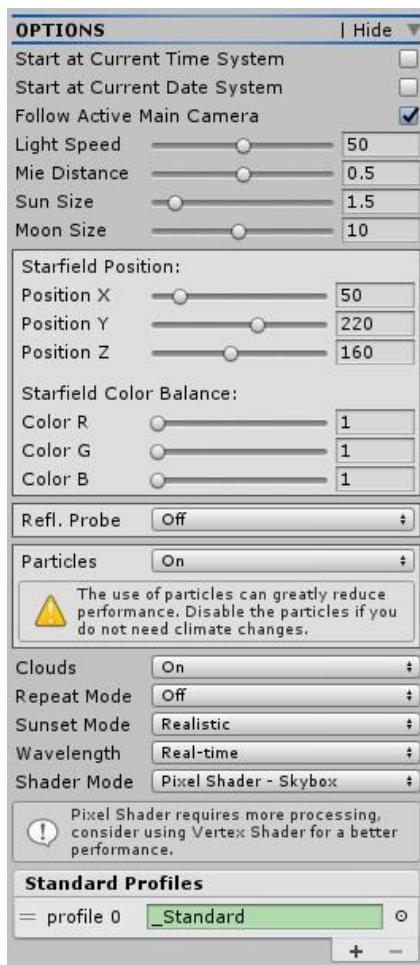 OPTIONS | Hide
Start at Current Time System
Start at Current Date System
Follow Active Main Camera
Light Speed 50
Mie Distance 0.5
Sun Size 1.5
Moon Size 10
Starfield Position:
Position X 50
Position Y 220
Position Z 160
Starfield Color Balance:
Color R 1
Color G 1
Color B 1
Refl. Probe Off
Particles On
The use of particles can greatly reduce
performance. Disable the particles if you
do not need climate changes.
Clouds On
Repeat Mode Off
Sunset Mode Realistic
Wavelength Real-time
Shader Mode Pixel Shader - Skybox
Pixel Shader requires more processing,
consider using Vertex Shader for a better
performance.
Standard Profiles
profile 0 _Standard
+ −